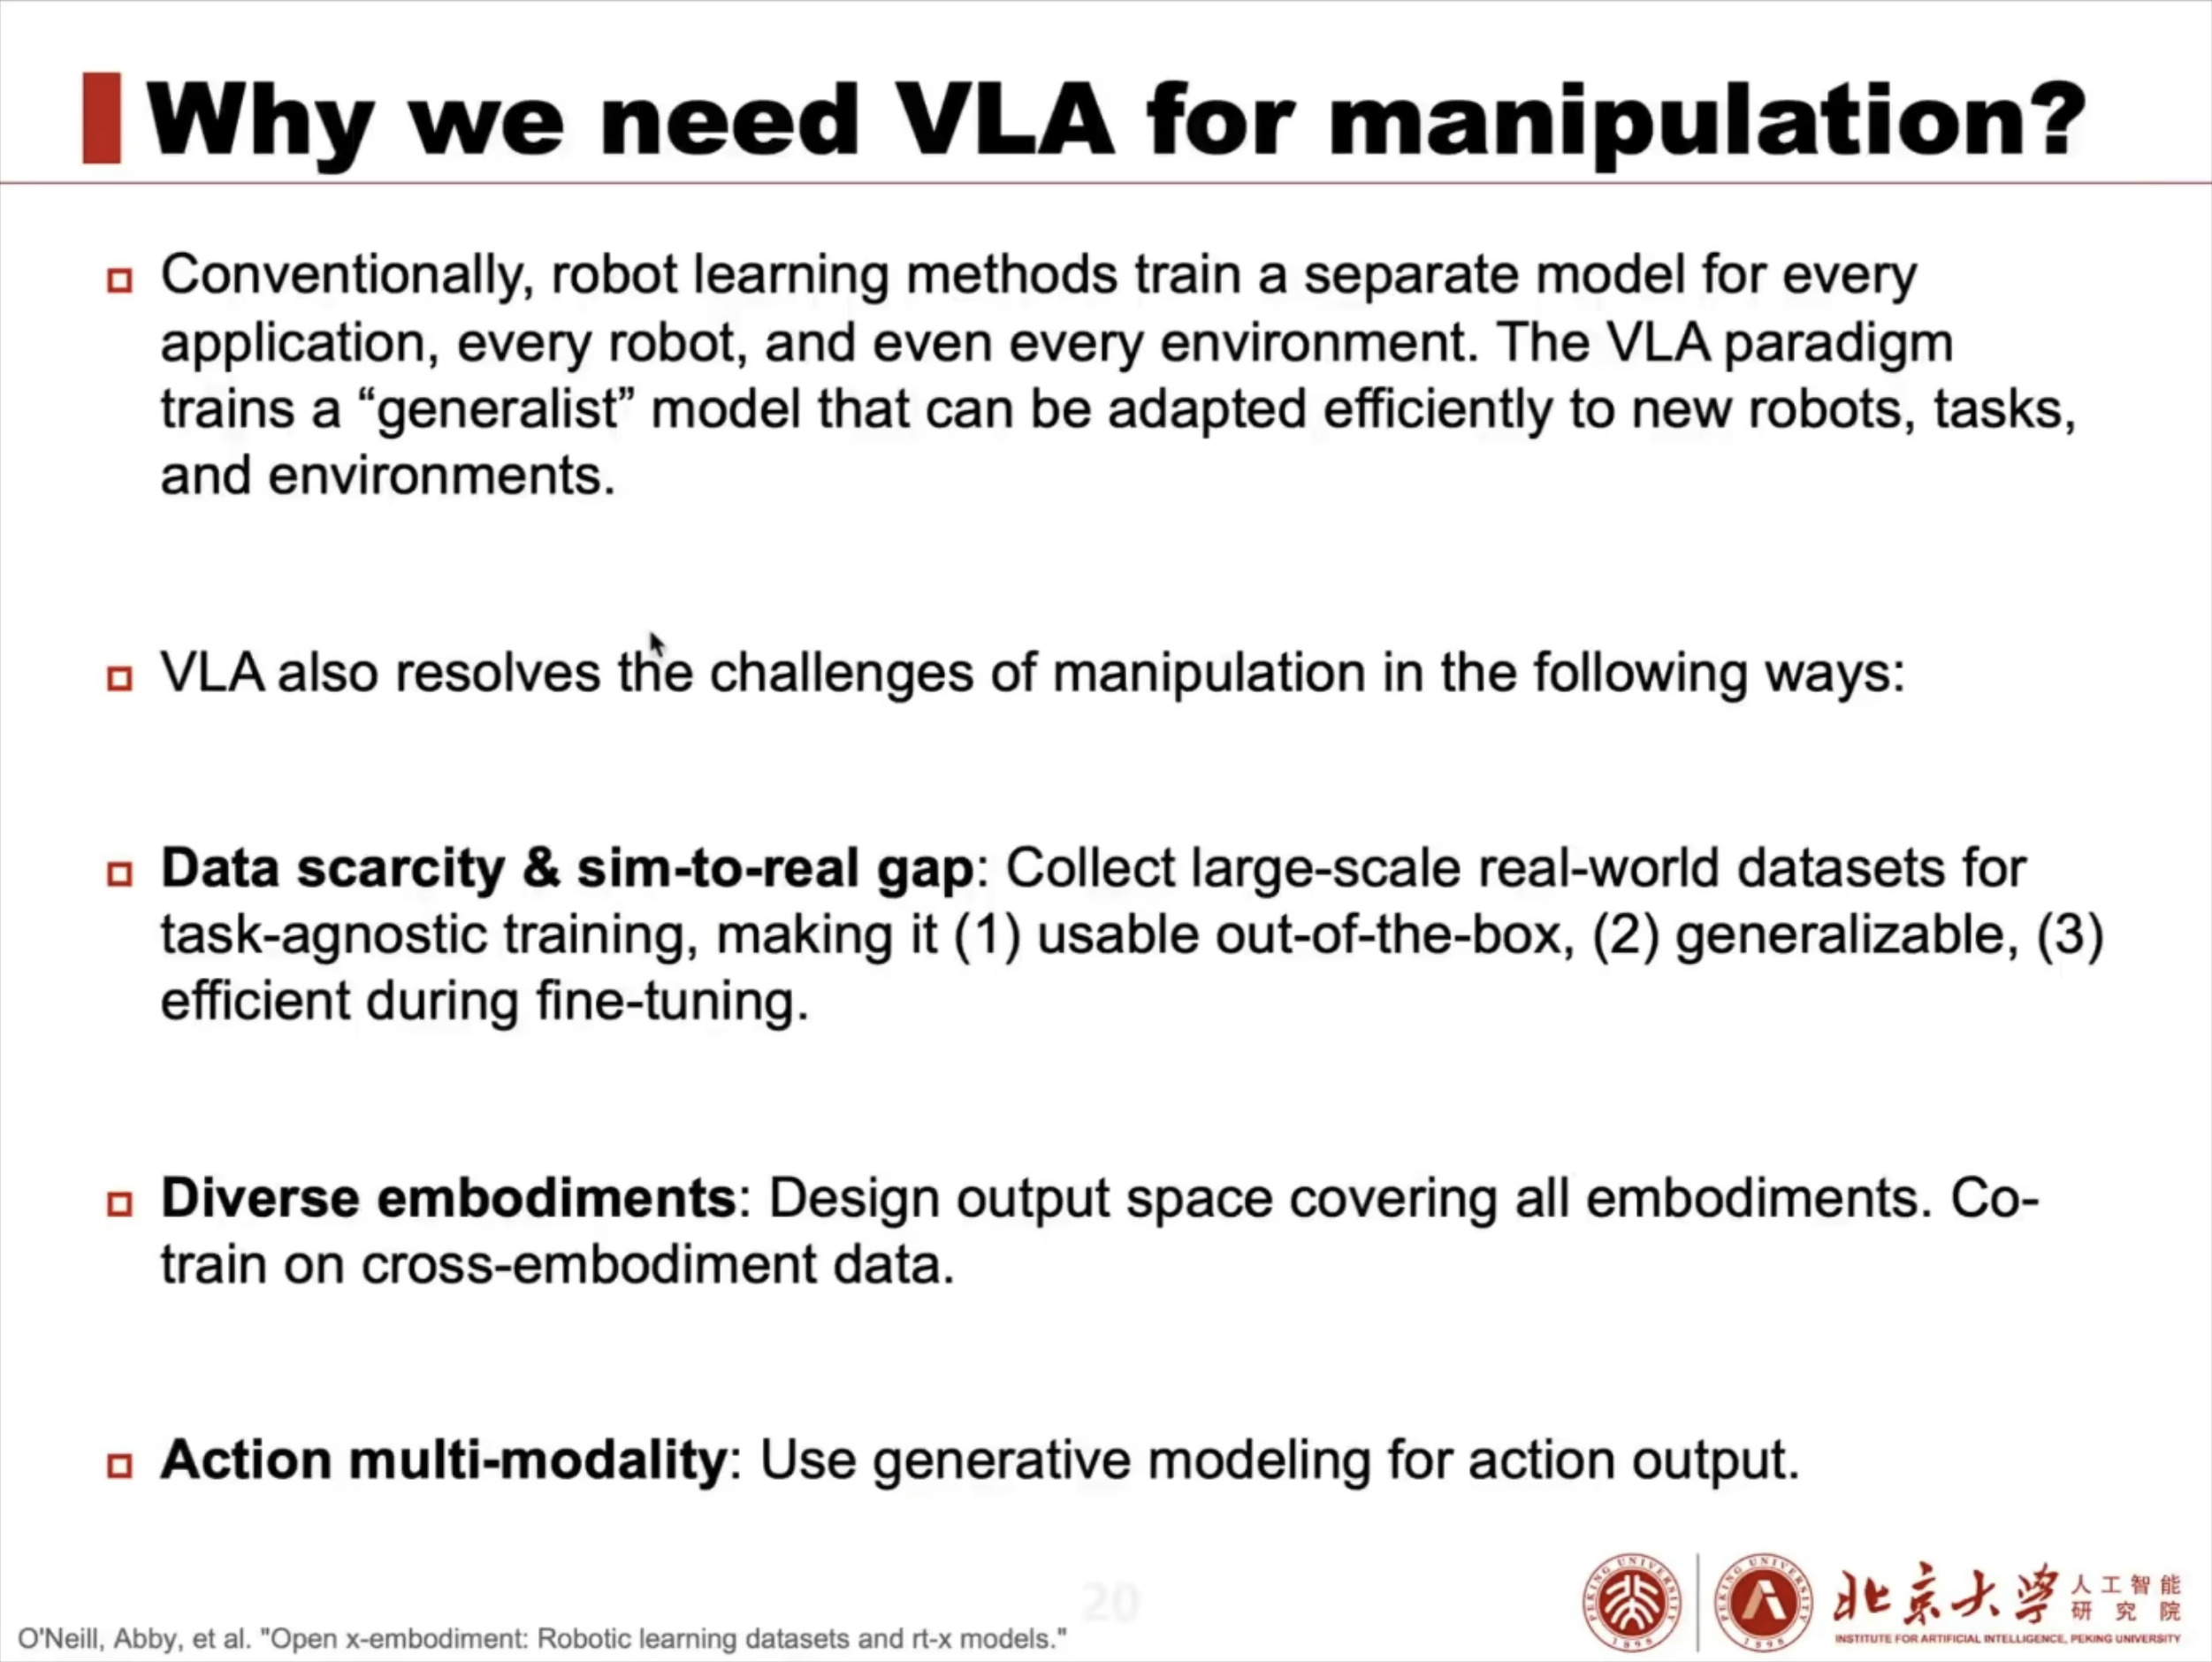 Why we need VLA for manipulation?
Conventionally, robot learning methods train a separate model for every
application, every robot, and even every environment. The VLA paradigm
trains a “generalist” model that can be adapted efficiently to new robots, tasks,
and environments.
VLA also resolves the challenges of manipulation in the following ways:
Data scarcity & sim-to-real gap: Collect large-scale real-world datasets for
task-agnostic training, making it (1) usable out-of-the-box, (2) generalizable, (3)
efficient during fine-tuning.
Diverse embodiments: Design output space covering all embodiments. Co-
train on cross-embodiment data.
Action multi-modality: Use generative modeling for action output.
20
O'Neill, Abby, et al. "Open x-embodiment: Robotic learning datasets and rt-x models."
PEKING UNIVERSITY
1898
PEKING UNIVERSITY
1898
北京大学
人工智能
研究院
INSTITUTE FOR ARTIFICIAL INTELLIGENCE, PEKING UNIVERSITY